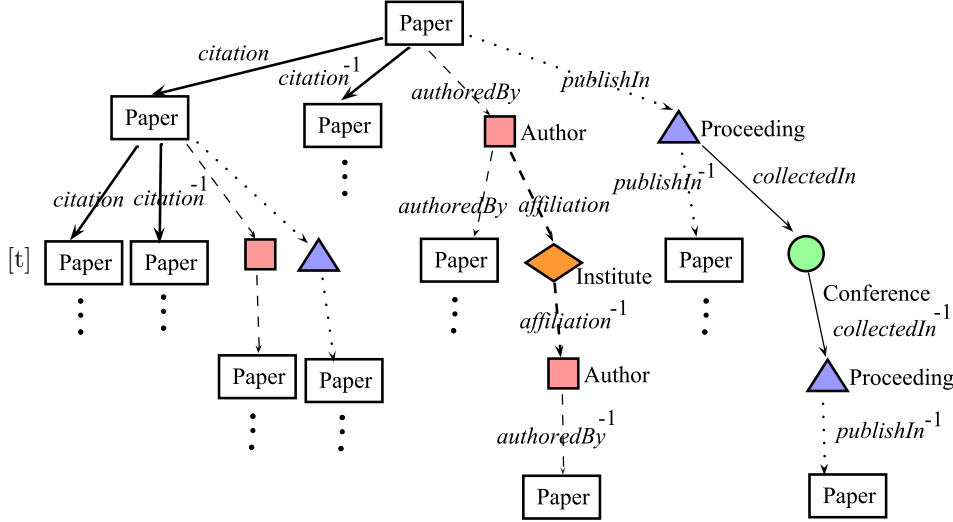 Paper
citation
citation-1
authoredBy
publishIn
Paper
Paper
Author
Proceeding
citation
citation-1
authoredBy
affiliation
publishIn-1
collectedIn
[t]
Paper
Paper
Paper
Institute
Paper
Conference
affiliation-1
collectedIn-1
Paper
Paper
Author
Proceeding
authoredBy-1
publishIn-1
Paper
Paper